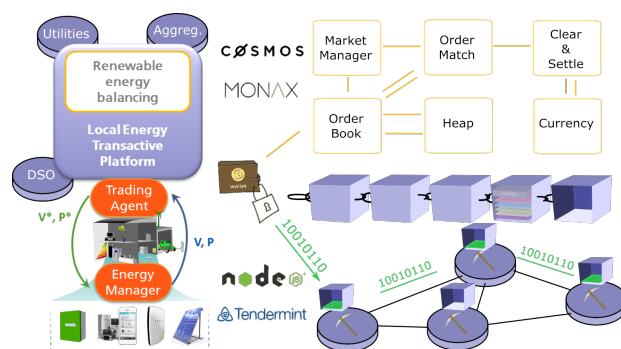 Utilities
Aggreg.
Renewable
energy
balancing
Local Energy
Transactive
Platform
DSO
Trading
Agent
V*, P*
V, P
Energy
Manager
COSMOS
MONAX
wallet
10010110
node
JS
Tendermint
Market
Manager
Order
Match
Clear
&
Settle
Order
Book
Heap
Currency
10010110
10010110